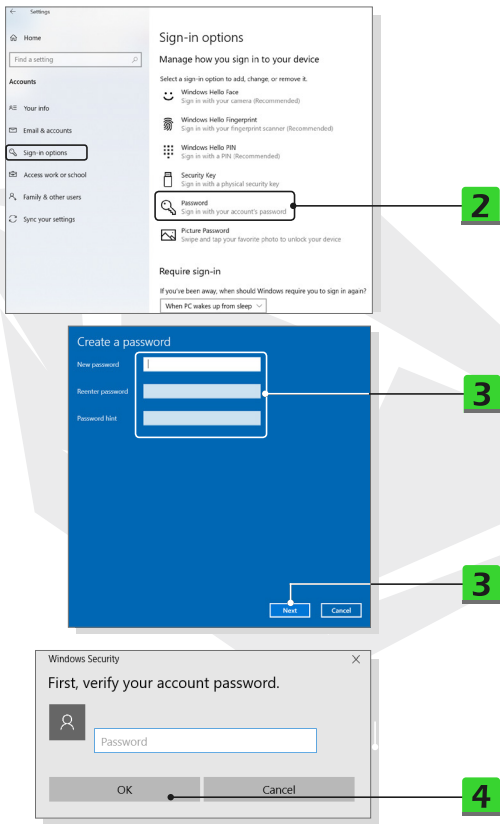 ← Settings
Home
Find a setting
Accounts
Your info
Email & accounts
Sign-in options
Access work or school
Family & other users
Sync your settings
Sign-in options
Manage how you sign in to your device
Select a sign-in option to add, change, or remove it.
Windows Hello Face
Sign in with your camera (Recommended)
Windows Hello Fingerprint
Sign in with your fingerprint scanner (Recommended)
Windows Hello PIN
Sign in with a PIN (Recommended)
Security Key
Sign in with a physical security key
Password
Sign in with your account's password
2
Picture Password
Swipe and tap your favorite photo to unlock your device
Require sign-in
If you've been away, when should Windows require you to sign in again?
When PC wakes up from sleep
Create a password
New password
Reenter password
3
Password hint
3
Next Cancel
Windows Security
First, verify your account password.
Password
OK Cancel
4